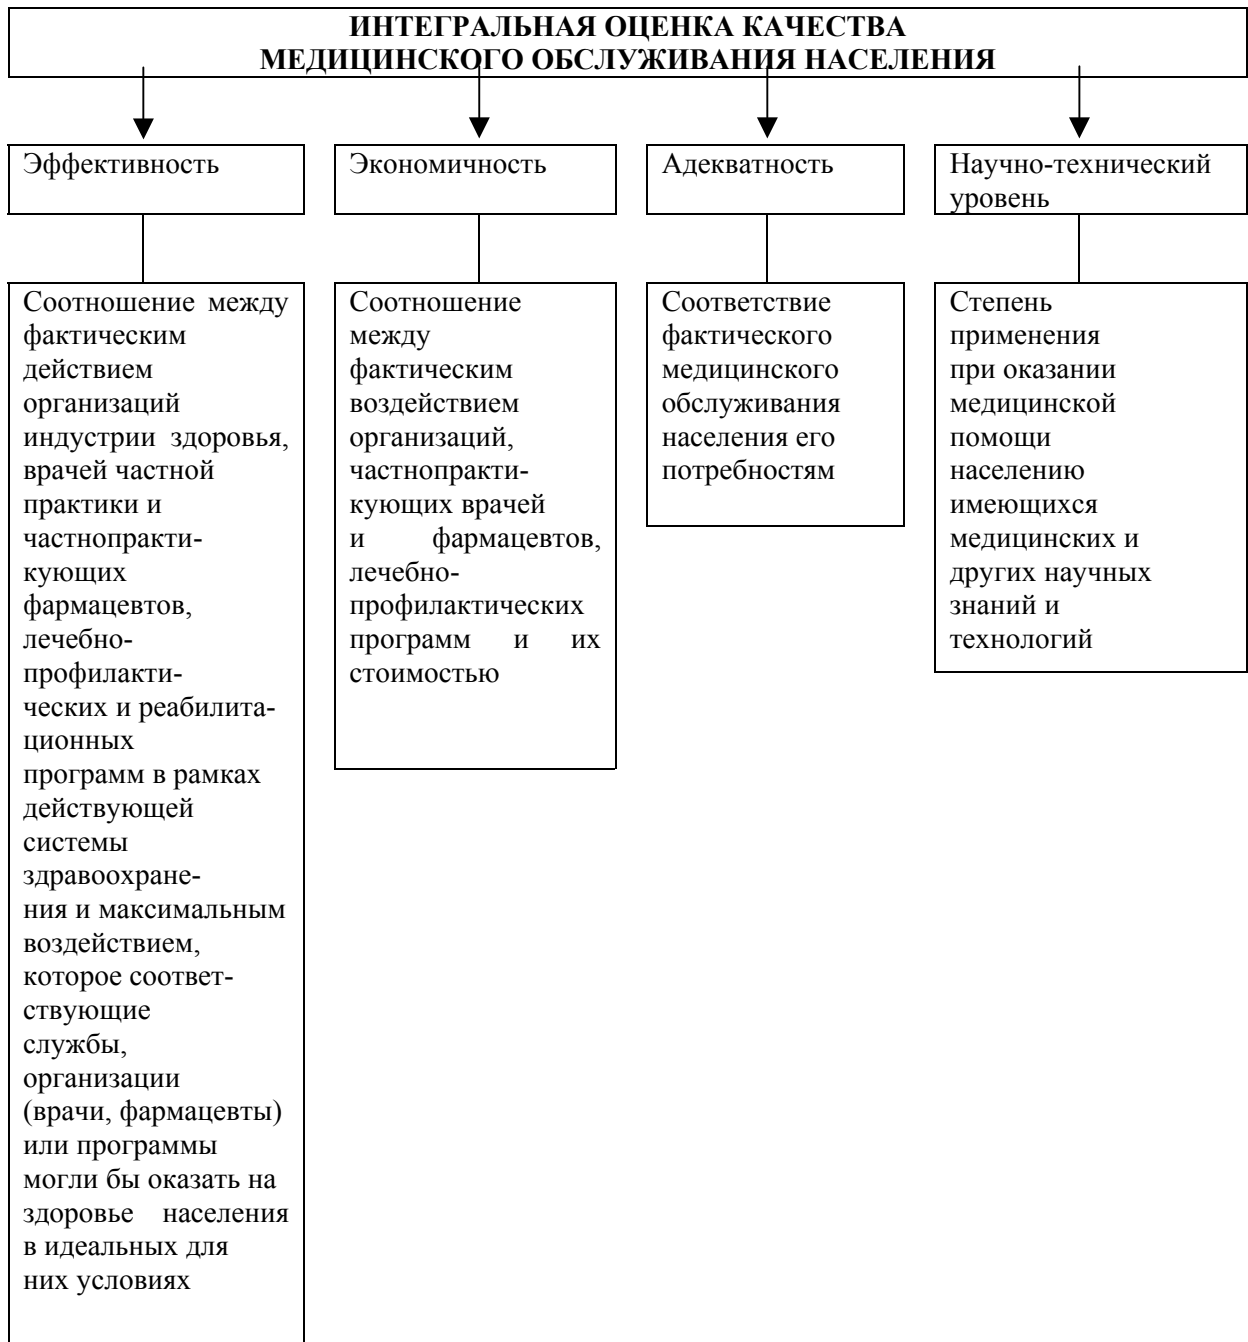 ИНТЕГРАЛЬНАЯ ОЦЕНКА КАЧЕСТВА
МЕДИЦИНСКОГО ОБСЛУЖИВАНИЯ НАСЕЛЕНИЯ
Эффективность
Экономичность
Адекватность
Научно-технический
уровень
Соотношение между
фактическим
действием
организаций
индустрии здоровья,
врачей частной
практики и
частнопракти-
кующих
фармацевтов,
лечебно-
профилакти-
ческих и реабилита-
ционных
программ в рамках
действующей
системы
здравоохране-
ния и максимальным
воздействием,
которое соответ-
ствующие
службы,
организации
(врачи, фармацевты)
или программы
могли бы оказать на
здоровье населения
в идеальных для
них условиях
Соотношение
между
фактическим
воздействием
организаций,
частнопракти-
кующих врачей
и фармацевтов,
лечебно-
профилактических
программ и их
стоимостью
Соответствие
фактического
медицинского
обслуживания
населения его
потребностям
Степень
применения
при оказании
медицинской
помощи
населению
имеющихся
медицинских и
других научных
знаний и
технологий